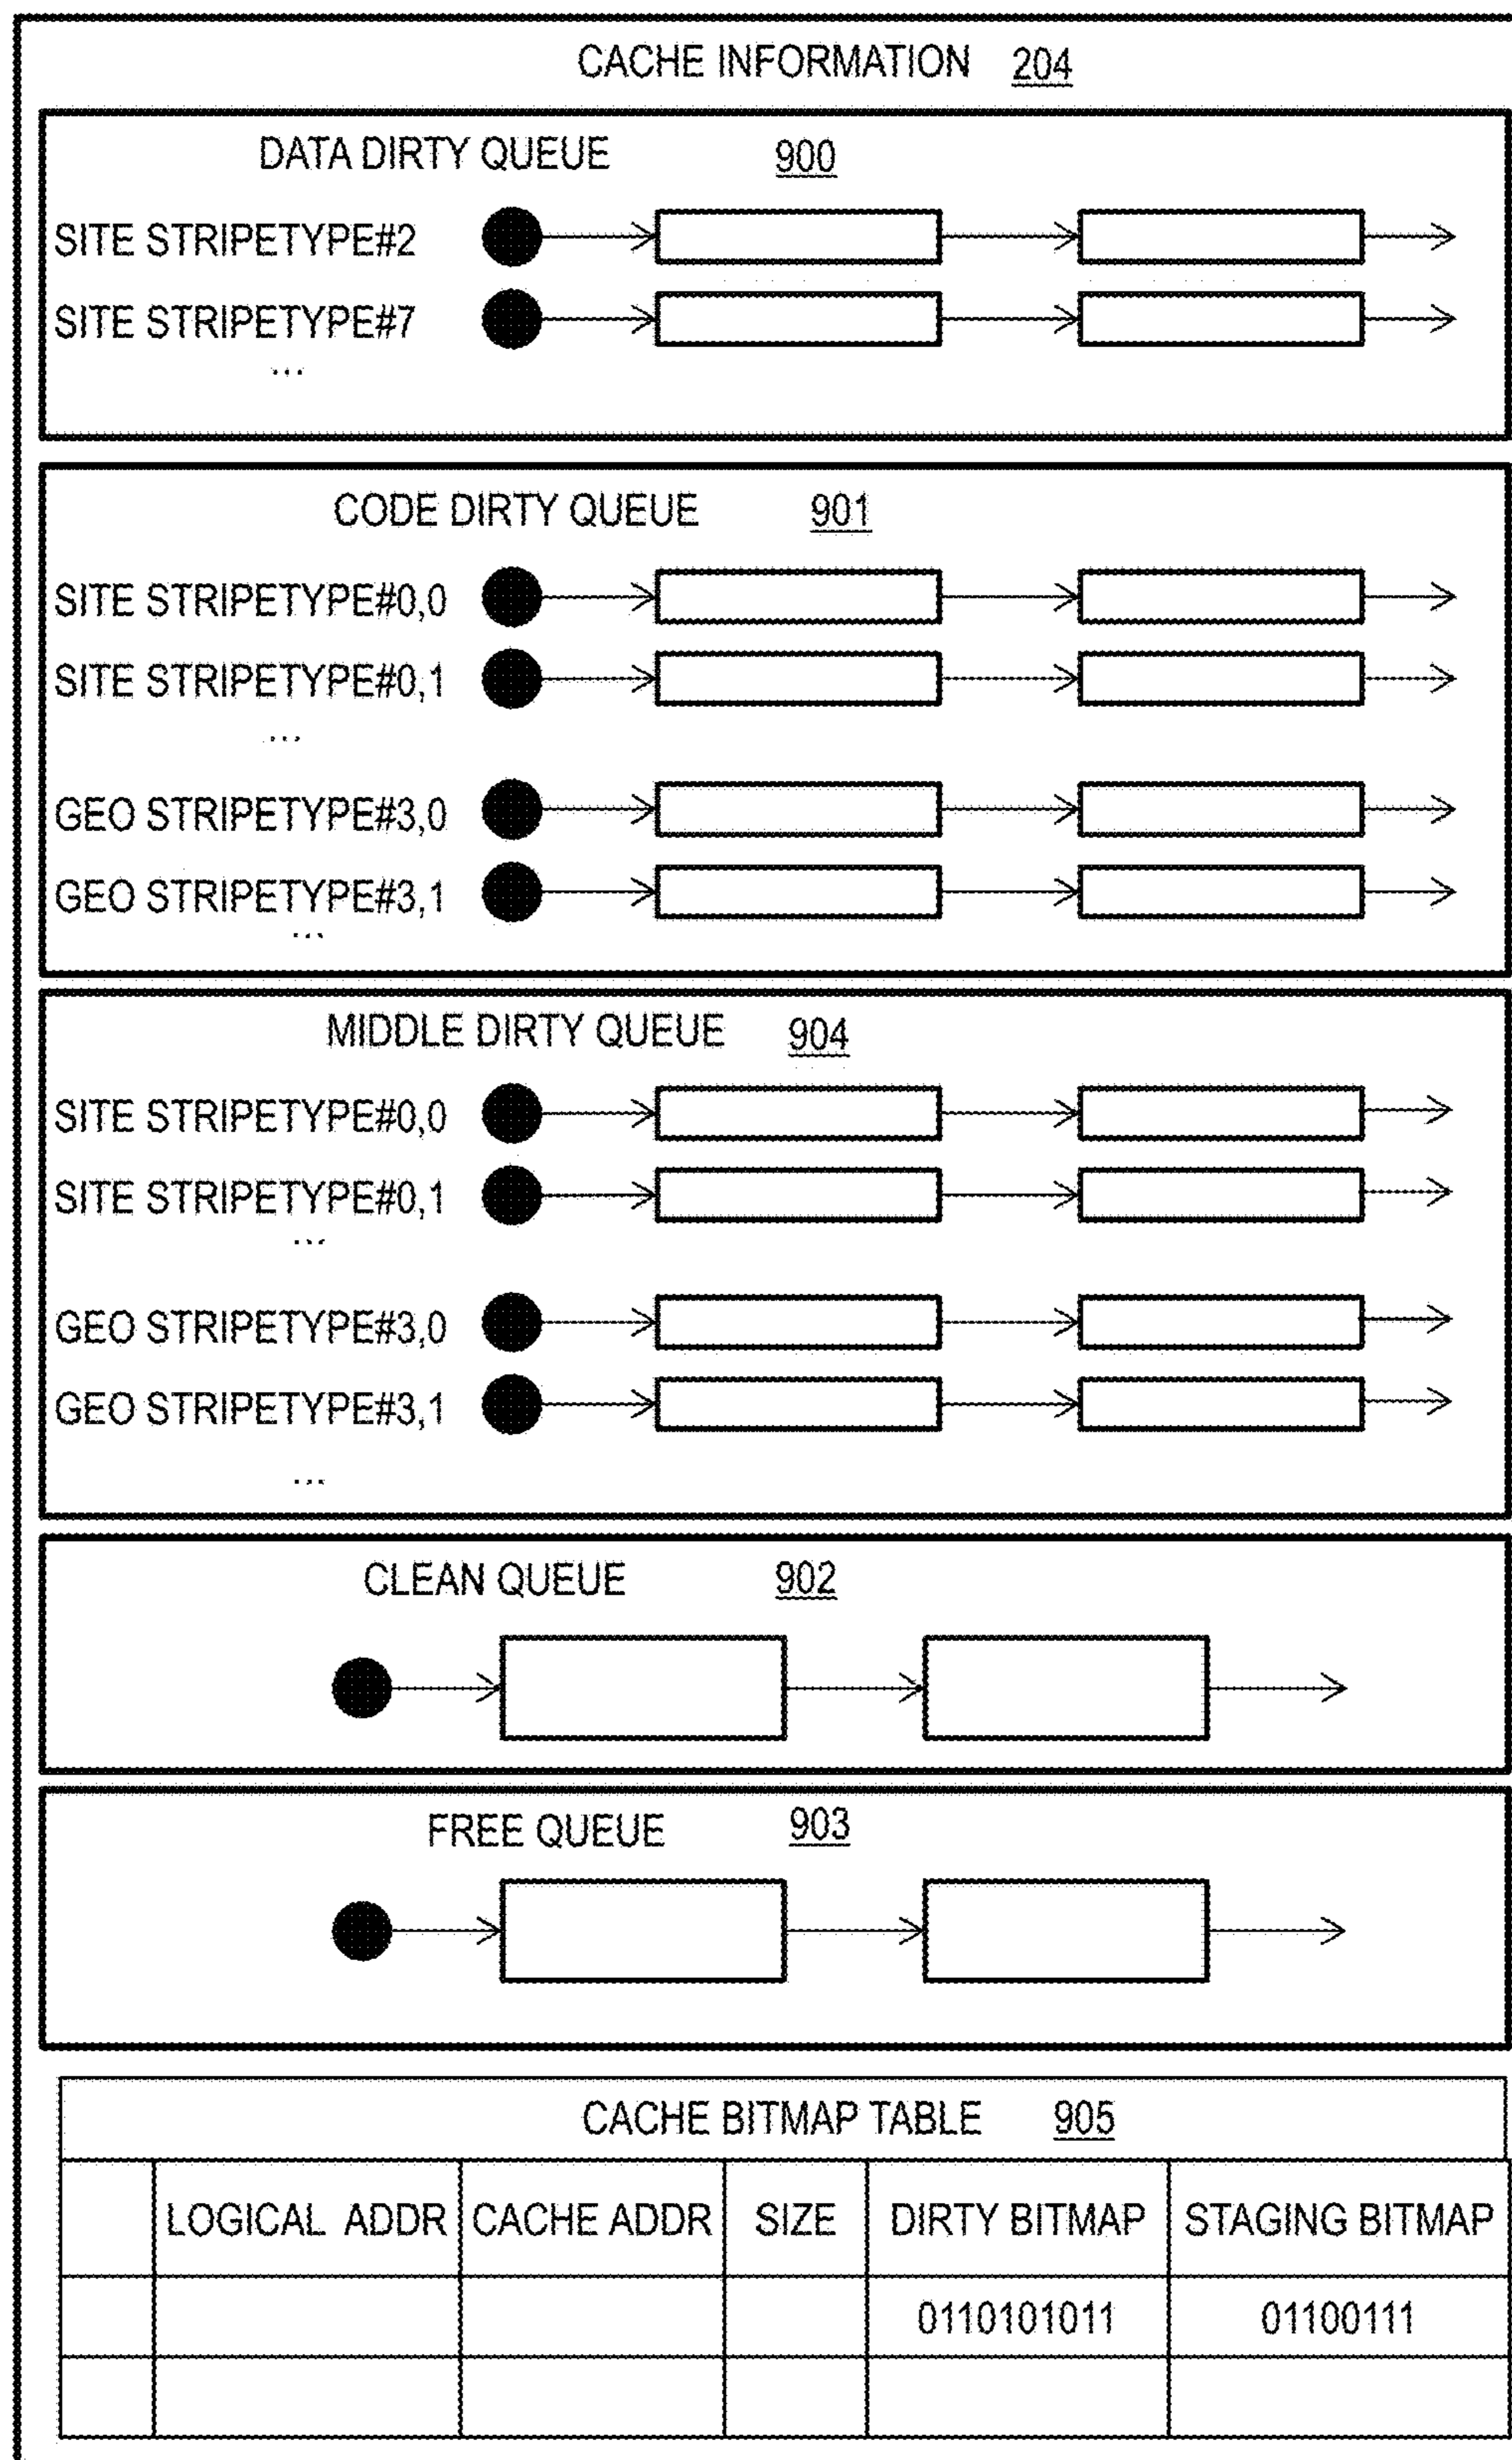 CACHE INFORMATION 204
DATA DIRTY QUEUE 900
SITE STRIPETYPE#2
SITE STRIPETYPE#7
...
CODE DIRTY QUEUE 901
SITE STRIPETYPE#0,0
SITE STRIPETYPE#0,1
...
GEO STRIPETYPE#3,0
GEO STRIPETYPE#3,1
...
MIDDLE DIRTY QUEUE 904
SITE STRIPETYPE#0,0
SITE STRIPETYPE#0,1
...
GEO STRIPETYPE#3,0
GEO STRIPETYPE#3,1
...
CLEAN QUEUE 902
FREE QUEUE 903
CACHE BITMAP TABLE 905
LOGICAL ADDR CACHE ADDR SIZE DIRTY BITMAP STAGING BITMAP
0110101011 01100111